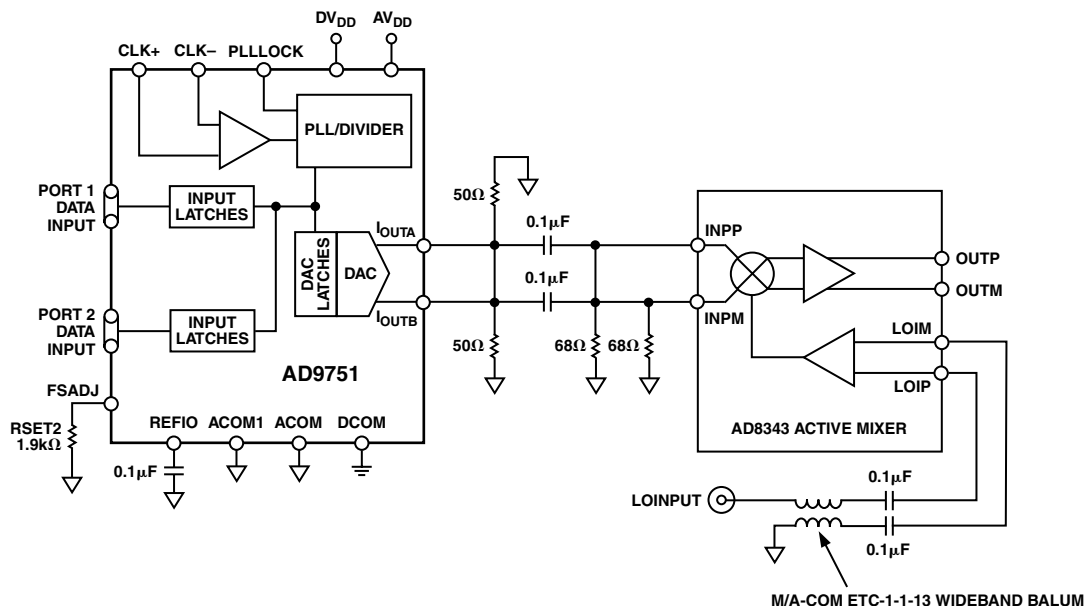 DVDD
AVDD
CLK+
CLK–
PLLLOCK
PLL/DIVIDER
PORT 1
DATA
INPUT
INPUT
LATCHES
IOUTA
DAC
LATCHES
DAC
IOUTB
PORT 2
DATA
INPUT
INPUT
LATCHES
AD9751
FSADJ
RSET2
1.9kΩ
REFIO
ACOM1
ACOM
DCOM
0.1µF
50Ω
0.1µF
0.1µF
50Ω
68Ω
68Ω
INPP
INPM
OUTP
OUTM
LOIM
LOIP
AD8343 ACTIVE MIXER
LOINPUT
0.1µF
0.1µF
M/A-COM ETC-1-1-13 WIDEBAND BALUM